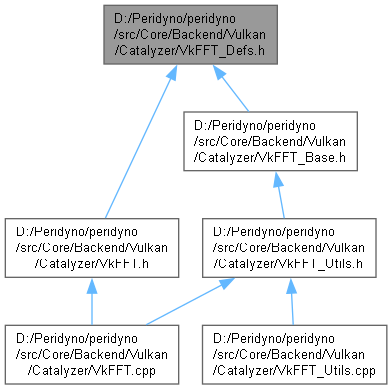 D:/Peridyno/peridyno
/src/Core/Backend/Vulkan
/Catalyzer/VkFFT_Defs.h
D:/Peridyno/peridyno
/src/Core/Backend/Vulkan
/Catalyzer/VkFFT_Base.h
D:/Peridyno/peridyno
/src/Core/Backend/Vulkan
/Catalyzer/VkFFT.h
D:/Peridyno/peridyno
/src/Core/Backend/Vulkan
/Catalyzer/VkFFT_Utils.h
D:/Peridyno/peridyno
/src/Core/Backend/Vulkan
/Catalyzer/VkFFT.cpp
D:/Peridyno/peridyno
/src/Core/Backend/Vulkan
/Catalyzer/VkFFT_Utils.cpp